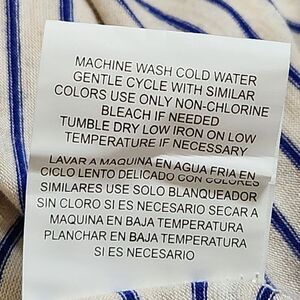 MACHINE WASH COLD WATER
GENTLE CYCLE WITH SIMILAR
COLORS USE ONLY NON-CHLORINE
BLEACH IF NEEDED
TUMBLE DRY LOW IRON ON LOW
TEMPERATURE IF NECESSARY
LAVAR A MAQUINA EN AGUA FRIA EN
CICLO LENTO DELICADO CON COLORES
SIMILARES USE SOLO BLANQUEADOR
SIN CLORO SI ES NECESARIO SECAR A
MAQUINA EN BAJA TEMPERATURA
PLANCHAR EN BAJA TEMPERATURA
SI ES NECESARIO